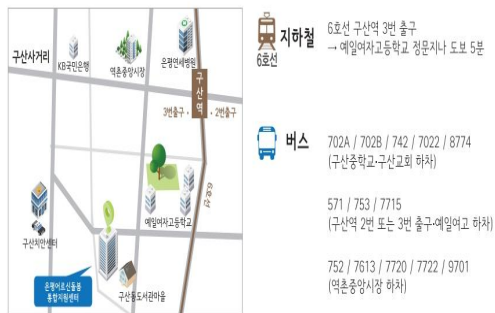 구산사거리
KB국민은행
역촌중앙시장
은평연세병원
구산역
3번출구 · · 2번출구
6호선
예일여자고등학교
구산치안센터
은평어르신돌봄
통합지원센터
구산동도서관마을
지하철
6호선
6호선 구산역 3번 출구
→ 예일여자고등학교 정문지나 도보 5분
버스
702A / 702B / 742 / 7022 / 8774
(구산중학교·구산교회 하차)
571 / 753 / 7715
(구산역 2번 또는 3번 출구·예일여고 하차)
752 / 7613 / 7720 / 7722 / 9701
(역촌중앙시장 하차)